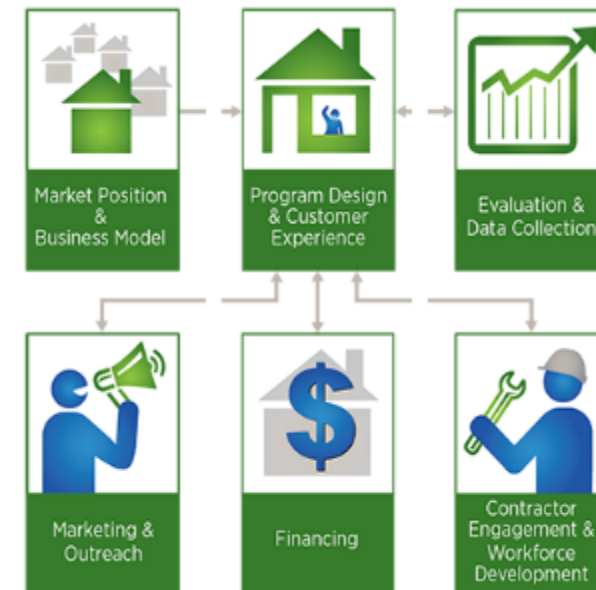 Market Position
&
Business Model
Program Design
& Customer
Experience
Evaluation &
Data Collection
Marketing &
Outreach
$
Financing
Contractor
Engagement &
Workforce
Development